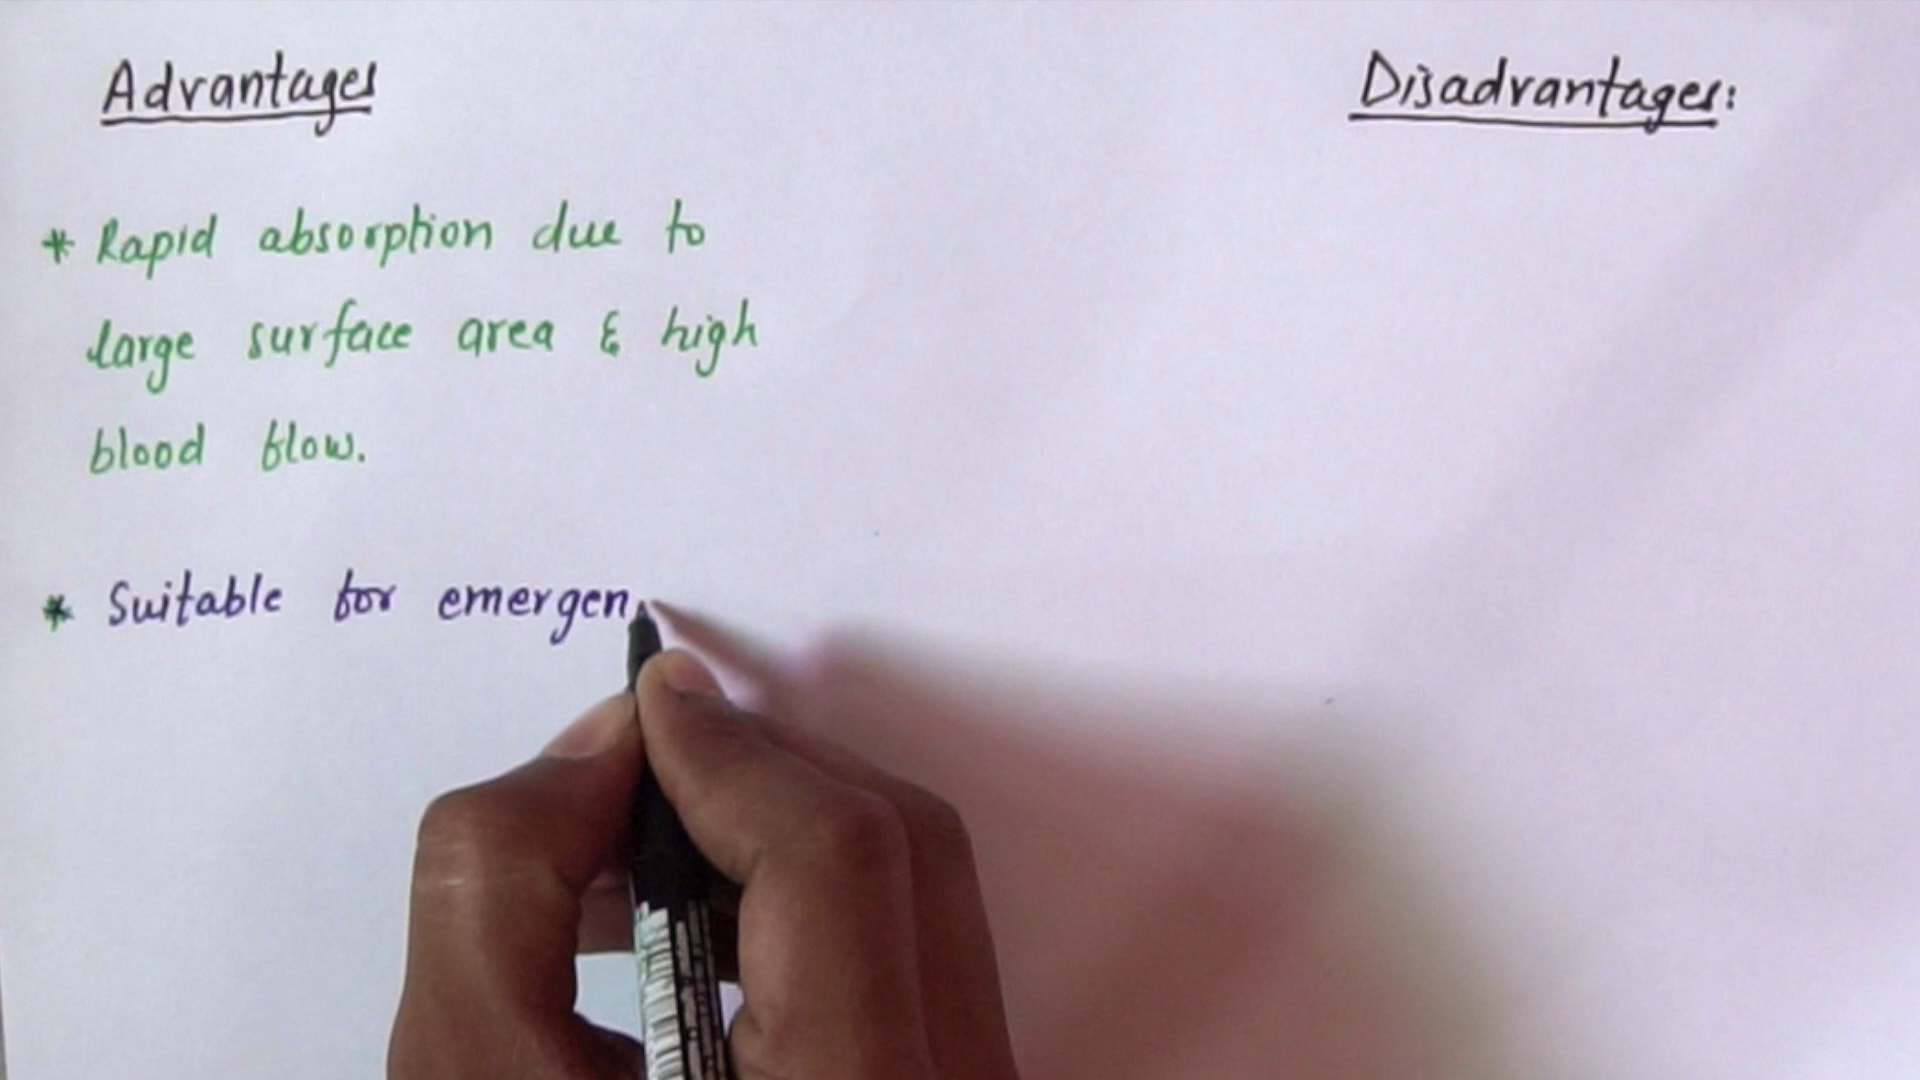 Advantages
Disadvantages:
* Rapid absorption due to
large surface area & high
blood flow.
* Suitable for emergen